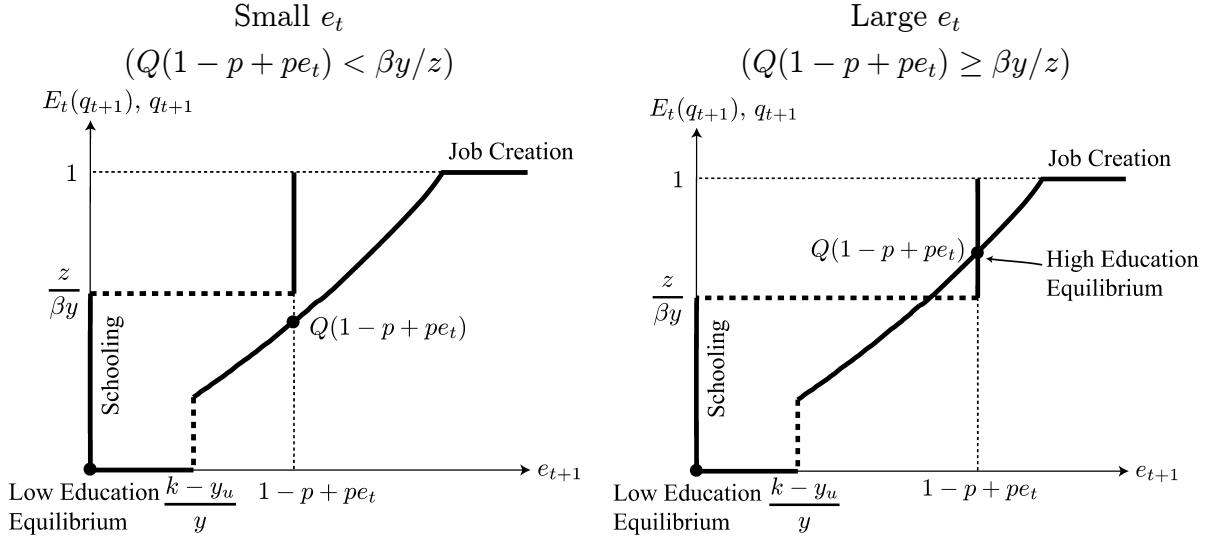 Small e_t
(Q(1 − p + pe_t) < βy/z)
E_t(q_{t+1}), q_{t+1}
Job Creation
1
z
βy
Q(1 − p + pe_t)
Schooling
e_{t+1}
Low Education
Equilibrium
k − y_u
y
1 − p + pe_t
Large e_t
(Q(1 − p + pe_t) ≥ βy/z)
E_t(q_{t+1}), q_{t+1}
Job Creation
1
Q(1 − p + pe_t)
High Education
Equilibrium
z
βy
Schooling
e_{t+1}
Low Education
Equilibrium
k − y_u
y
1 − p + pe_t